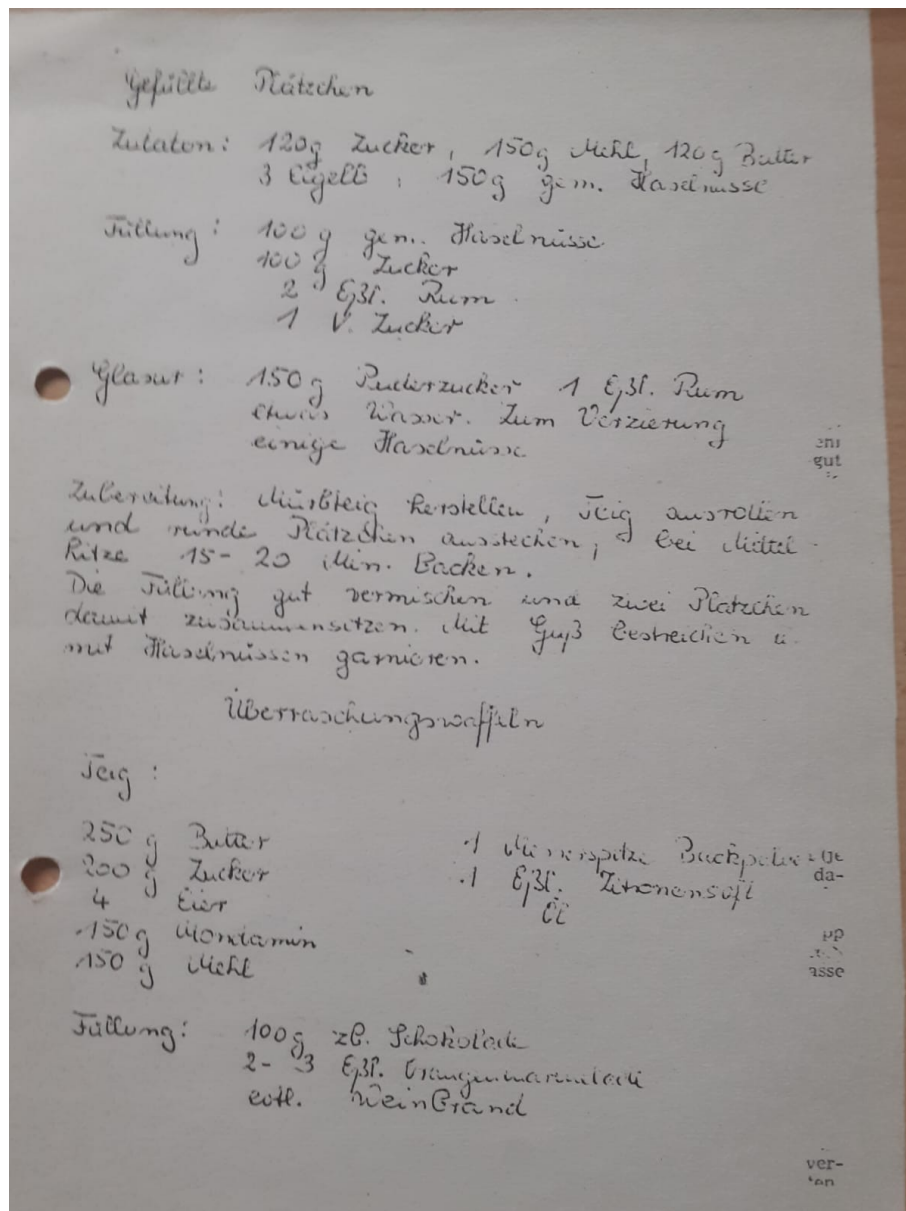 Gefüllte Plätzchen
Zutaten: 120g Zucker, 150g Mehl, 120g Butter
3 Eigelb, 150g gem. Haselnüsse
Füllung: 100 g gem. Haselnüsse
100 g Zucker
2 Eßl. Rum
1 V. Zucker
Glasur: 150 g Puderzucker 1 Eßl. Rum
etwas Wasser. Zum Verzierung
einige Haselnüsse
gut
Zubereitung: Mürbteig herstellen, Teig ausrollen
und runde Plätzchen ausstechen, bei Mittel-
hitze 15-20 Min. Backen.
Die Füllung gut vermischen und zwei Plätzchen
damit zusammensetzen. Mit Guß bestreichen u.
mit Haselnüssen garnieren.
Überraschungswaffeln
Teig:
250 g Butter 1 Messerspitze Backpulver
200 g Zucker 1 Eßl. Zitronensaft
da-
4 Eier Öl
150 g Mondamin
150 g Mehl
asse
Füllung: 100g zb. Schokolade
2-3 Eßl. Orangenmarmelade
evtl. Weinbrand
ver-